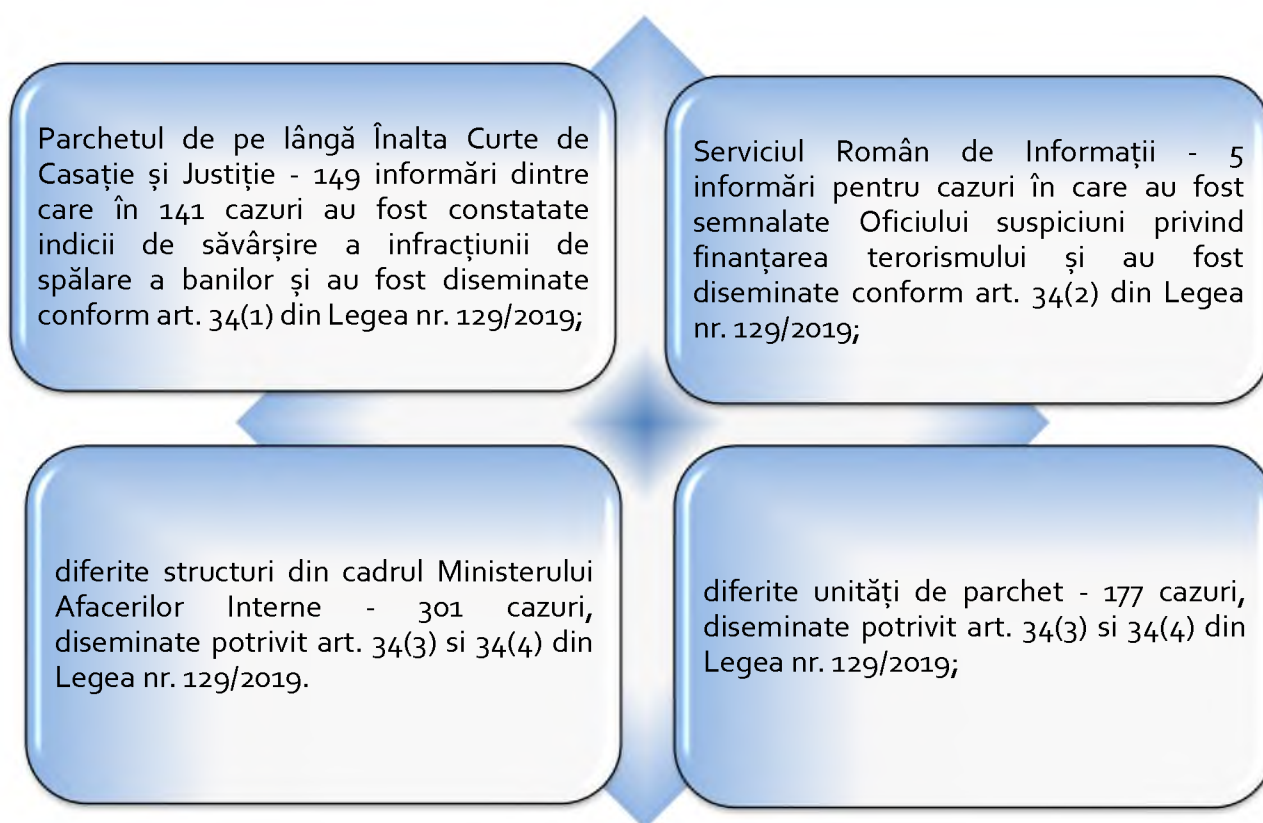 Parchetul de pe lângă Înalta Curte de
Casație și Justiție - 149 informări dintre
care în 141 cazuri au fost constatate
indicii de săvârșire a infracțiunii de
spălare a banilor și au fost diseminate
conform art. 34(1) din Legea nr. 129/2019;
Serviciul Român de Informații - 5
informări pentru cazuri în care au fost
semnalate Oficiului suspiciuni privind
finanțarea terorismului și au fost
diseminate conform art. 34(2) din Legea
nr. 129/2019;
diferite structuri din cadrul Ministerului
Afacerilor Interne - 301 cazuri,
diseminate potrivit art. 34(3) si 34(4) din
Legea nr. 129/2019.
diferite unități de parchet - 177 cazuri,
diseminate potrivit art. 34(3) si 34(4) din
Legea nr. 129/2019;